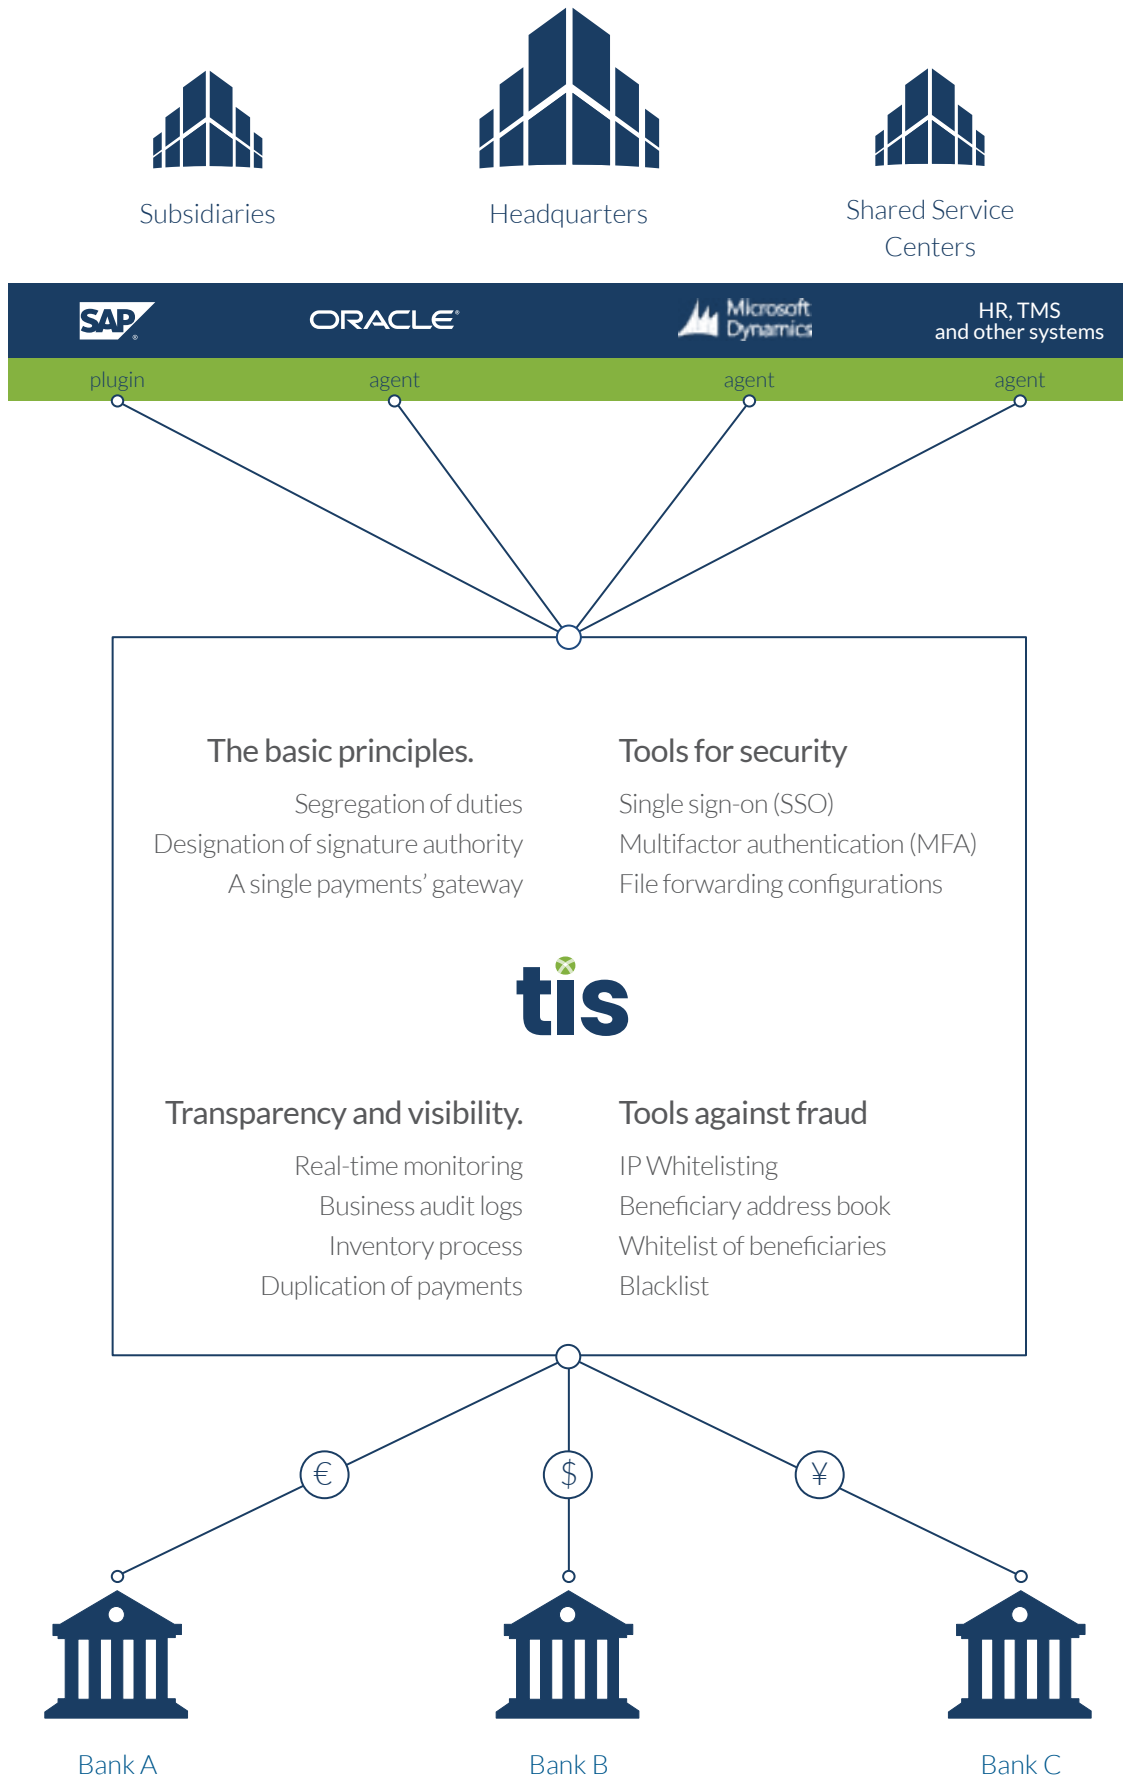 Subsidiaries
Headquarters
Shared Service
Centers
SAP ®
ORACLE®
Microsoft
Dynamics
HR, TMS
and other systems
plugin
agent
agent
agent
The basic principles.
Segregation of duties
Designation of signature authority
A single payments’ gateway
Tools for security
Single sign-on (SSO)
Multifactor authentication (MFA)
File forwarding configurations
tis
Transparency and visibility.
Real-time monitoring
Business audit logs
Inventory process
Duplication of payments
Tools against fraud
IP Whitelisting
Beneficiary address book
Whitelist of beneficiaries
Blacklist
€
$
¥
Bank A
Bank B
Bank C